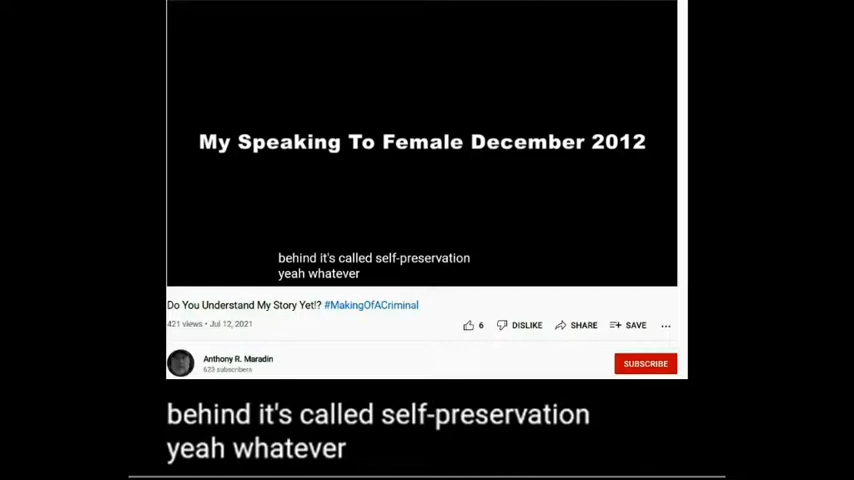 My Speaking To Female December 2012
behind it's called self-preservation
yeah whatever
Do You Understand My Story Yet!? #MakingOfACriminal
421 views • Jul 12, 2021
6 DISLIKE SHARE SAVE ...
Anthony R. Maradin
623 subscribers
SUBSCRIBE
behind it's called self-preservation
yeah whatever